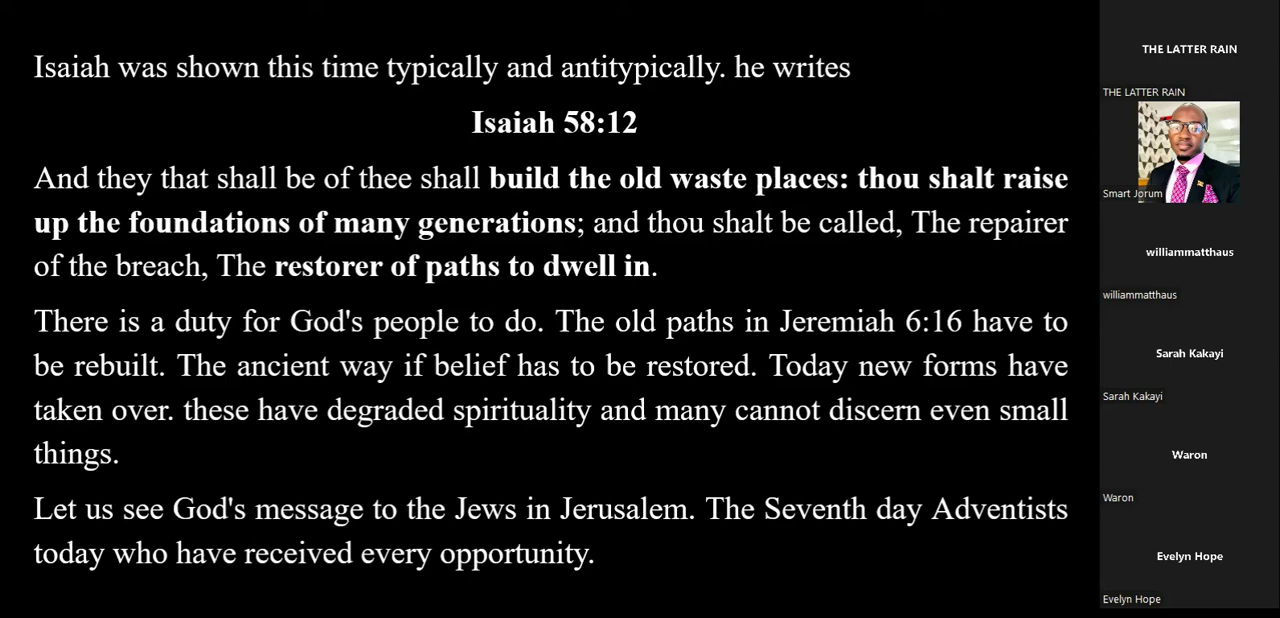 Isaiah was shown this time typically and antitypically. he writes
Isaiah 58:12
And they that shall be of thee shall build the old waste places: thou shalt raise
up the foundations of many generations; and thou shalt be called, The repairer
of the breach, The restorer of paths to dwell in.
There is a duty for God's people to do. The old paths in Jeremiah 6:16 have to
be rebuilt. The ancient way if belief has to be restored. Today new forms have
taken over. these have degraded spirituality and many cannot discern even small
things.
Let us see God's message to the Jews in Jerusalem. The Seventh day Adventists
today who have received every opportunity.
THE LATTER RAIN
THE LATTER RAIN
Smart Jorum
williammatthaus
williammatthaus
Sarah Kakayi
Sarah Kakayi
Waron
Waron
Evelyn Hope
Evelyn Hope